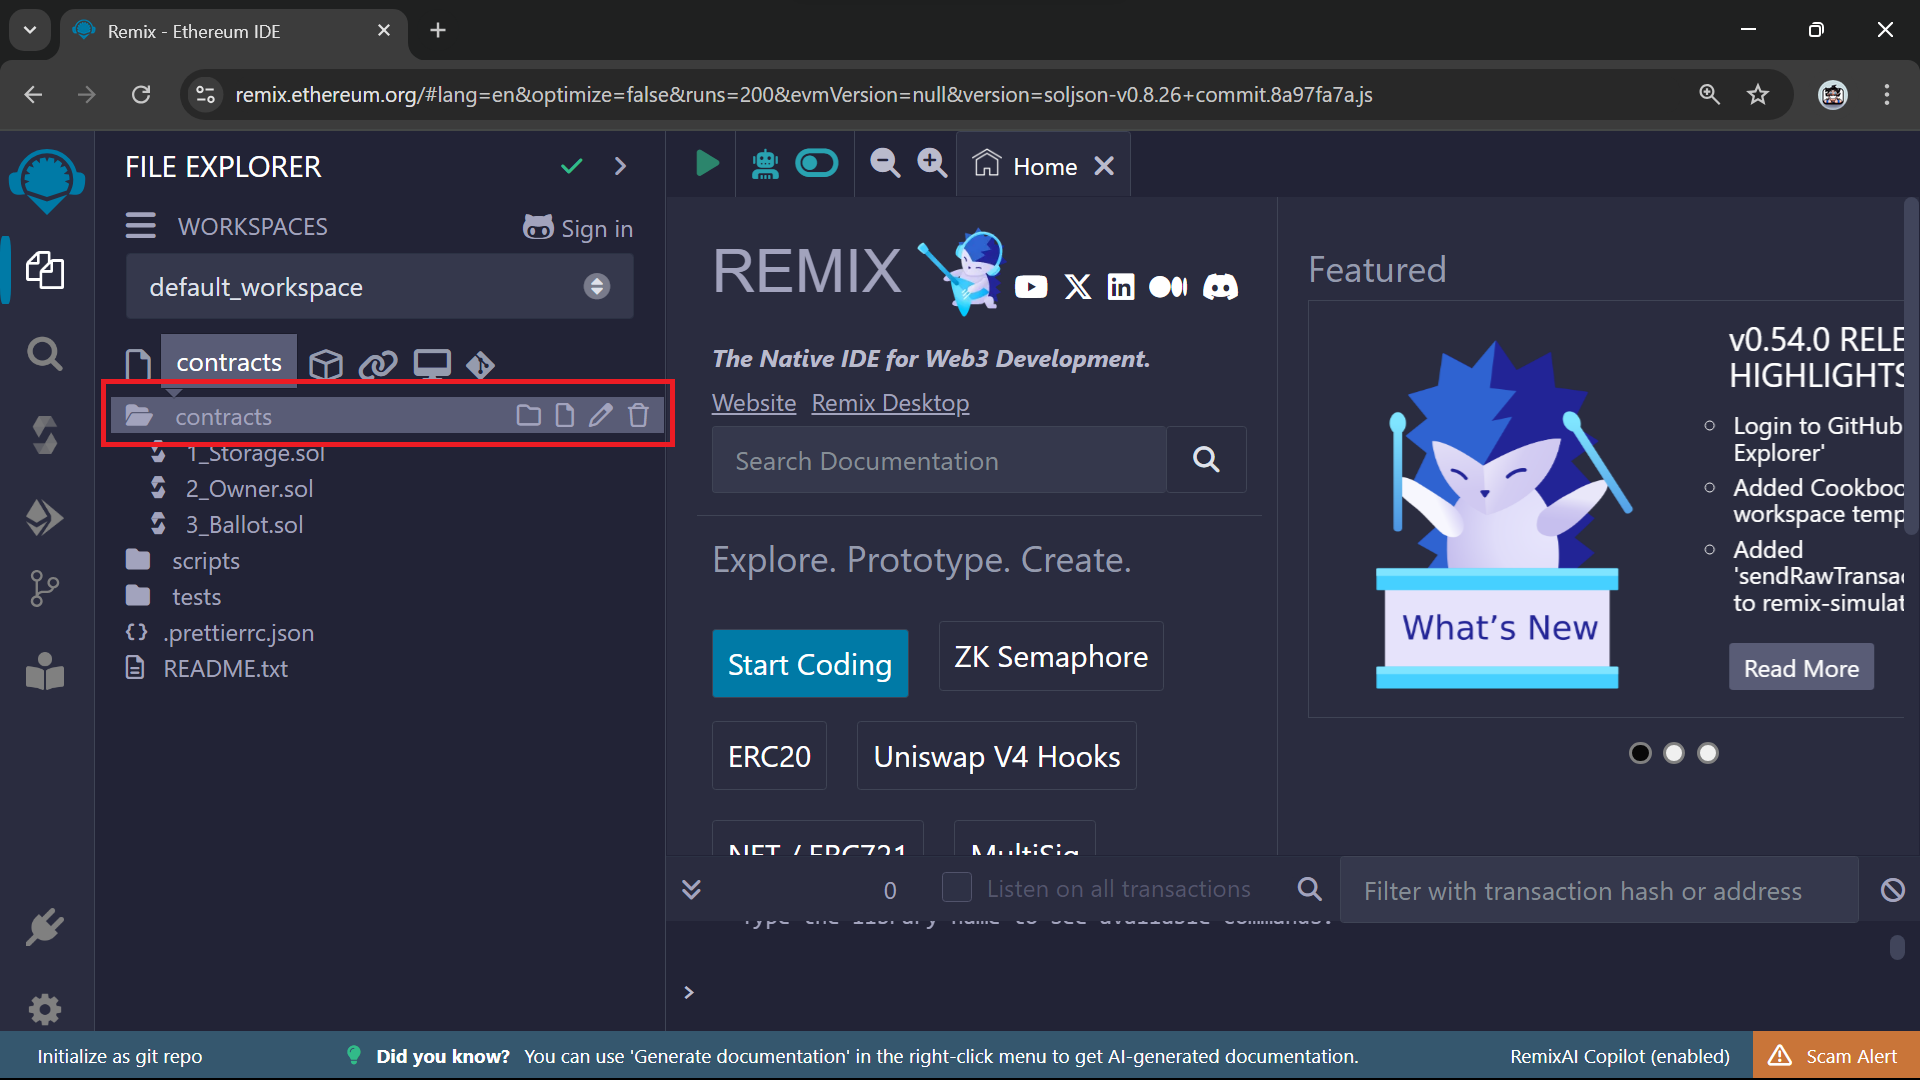 Remix - Ethereum IDE
remix.ethereum.org/#lang=en&optimize=false&runs=200&evmVersion=null&version=soljson-v0.8.26+commit.8a97fa7a.js
FILE EXPLORER
Home
WORKSPACES
Sign in
default_workspace
contracts
contracts
1_Storage.sol
2_Owner.sol
3_Ballot.sol
scripts
tests
.prettierrc.json
README.txt
REMIX
The Native IDE for Web3 Development.
Website Remix Desktop
Search Documentation
Explore. Prototype. Create.
Start Coding
ZK Semaphore
ERC20
Uniswap V4 Hooks
NFT / ERC721
MultiSig
Featured
What's New
v0.54.0 RELE
HIGHLIGHTS
Login to GitHub
Explorer'
Added Cookboo
workspace temp
Added
'sendRawTransac
to remix-simulat
Read More
0
Listen on all transactions
Filter with transaction hash or address
Type the library name to see available commands.
>
Initialize as git repo
Did you know? You can use 'Generate documentation' in the right-click menu to get AI-generated documentation.
RemixAI Copilot (enabled)
Scam Alert